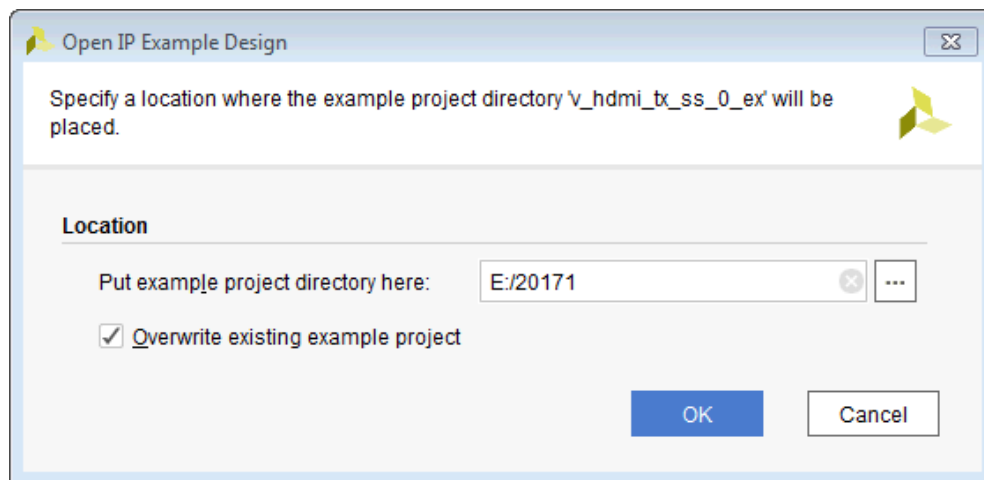 Open IP Example Design
Specify a location where the example project directory 'v_hdmi_tx_ss_0_ex' will be
placed.
Location
Put example project directory here: E:/20171 ...
Overwrite existing example project
OK Cancel